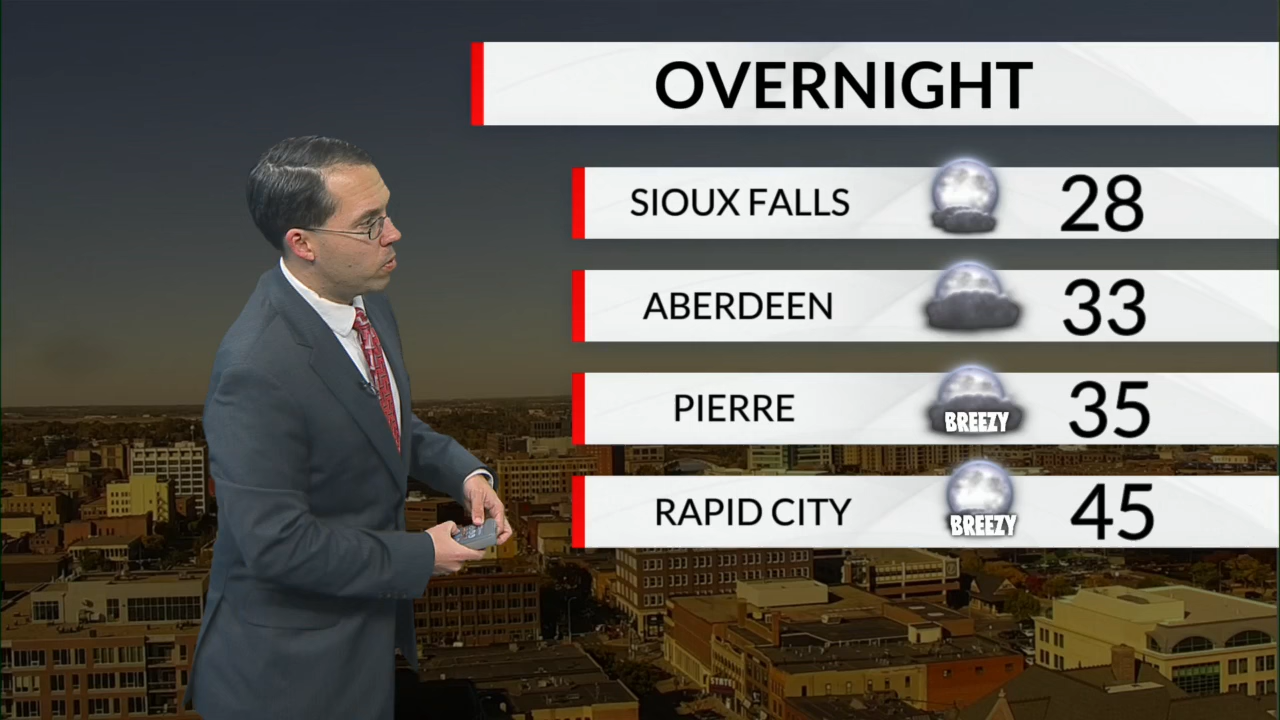 OVERNIGHT
SIOUX FALLS 28
ABERDEEN 33
PIERRE BREEZY 35
RAPID CITY BREEZY 45